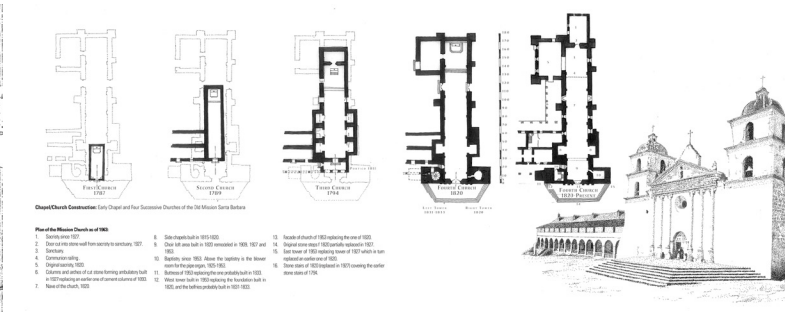 FIRST CHURCH
1787
SECOND CHURCH
1789
THIRD CHURCH
1794
FOURTH CHURCH
1820
FOURTH CHURCH
1833-PRESENT
Chapel/Church Construction: Early Chapel and Four Successive Churches of the Old Mission Santa Barbara
Plan of the Mission Church as of 1963:
1. Sacristy since 1927.
2. Door cut into stone wall from sacristy to sanctuary, 1927.
3. Sanctuary.
4. Communion railing.
5. Original sacristy, 1820.
6. Columns and arches of cut stone forming ambulatory built
in 1927 replacing an earlier one of cement columns of
7. Nave of the church, 1820.
8. Side chapels built in 1815-1820.
9. Choir loft area built in 1820 remodeled in 1909, 1927 and
1953.
10. Baptistry, since 1953. Above the baptistry is the blower
room for the pipe organ,
11. Buttress of 1953 replacing the one probably built in 1833.
12. West tower built in 1953 replacing the foundation built in
1820, and the belfries probably built in
13. Facade of church of 1953 replacing the one of 1820.
14. Original stone steps 1820 partially replaced in 1927.
15. East tower of 1953 replacing tower of 1927 which in turn
replaced an earlier one of 1820.
16. Stone stairs of 1820 (replaced in 1927) covering the earlier
stone stairs of 1794.